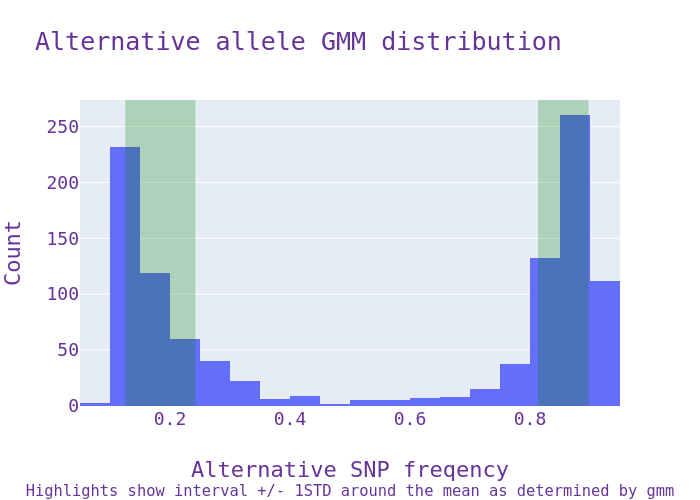 Alternative allele GMM distribution
Count
250
200
150
100
50
0
0.2
0.4
0.6
0.8
Alternative SNP freqency
Highlights show interval +/- 1STD around the mean as determined by gmm